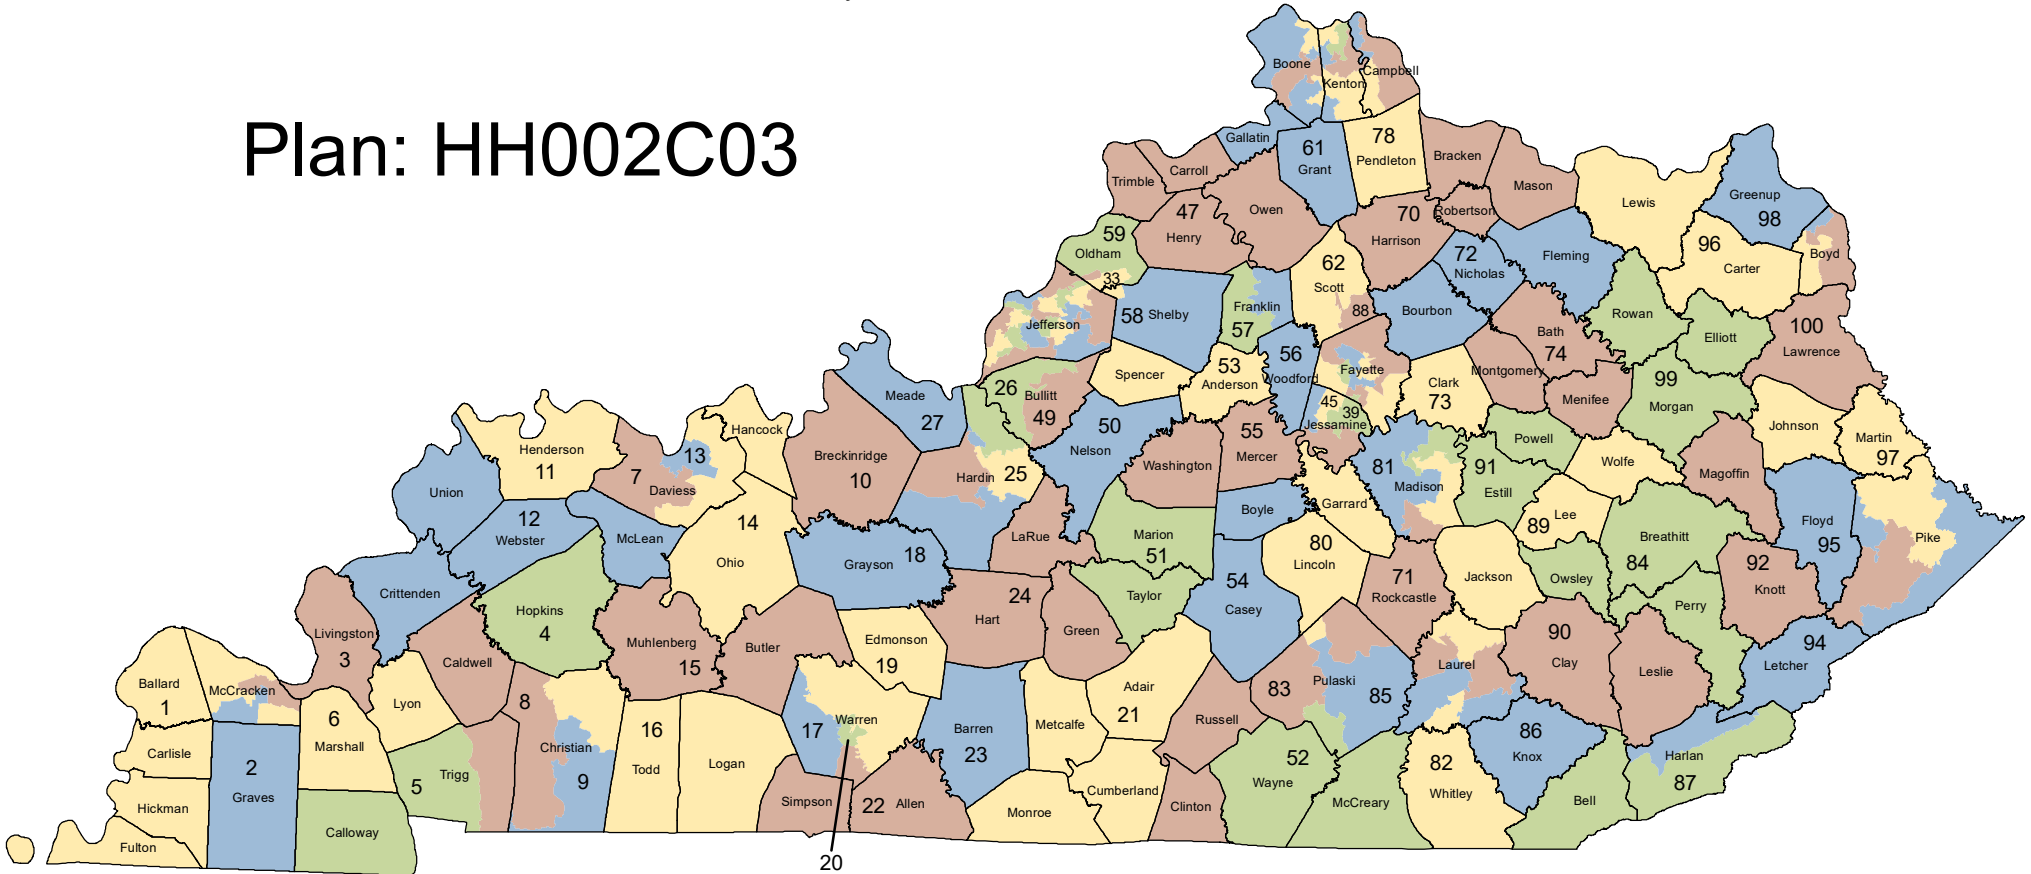 Plan: HH002C03
Boone
Kenton
Campbell
Gallatin
61
Grant
78
Pendleton
Bracken
Mason
Trimble
Carroll
Owen
47
Henry
70
Harrison
Robertson
Lewis
Greenup
98
96
Carter
Boyd
59
Oldham
33
62
Scott
88
72
Nicholas
Fleming
Jefferson
58
Shelby
Franklin
57
Bourbon
Rowan
Elliott
100
Lawrence
Bath
74
56
Woodford
Fayette
Montgomery
Menifee
Spencer
53
Anderson
Clark
73
99
Morgan
26
Bullitt
49
45
39
Jessamine
Meade
27
50
Nelson
55
Mercer
Washington
Powell
91
Estill
Wolfe
Magoffin
Johnson
Martin
97
Hancock
Henderson
11
7
13
Daviess
Breckinridge
10
Hardin
25
81
Madison
Garrard
Lee
89
Union
12
Webster
McLean
14
Ohio
Grayson
18
LaRue
Marion
51
Boyle
80
Lincoln
Breathitt
84
Floyd
95
Pike
Crittenden
Hopkins
4
24
Hart
Green
Taylor
54
Casey
71
Rockcastle
Jackson
Owsley
Perry
92
Knott
Livingston
3
Caldwell
Muhlenberg
15
Butler
Edmonson
19
90
Clay
Leslie
94
Letcher
Ballard
1
McCracken
Lyon
8
Laurel
Pulaski
83
85
Adair
21
Russell
6
Marshall
Carlisle
2
Graves
5
Trigg
Christian
9
16
Todd
Logan
17
Warren
Barren
23
Metcalfe
86
Knox
Harlan
87
52
Wayne
82
Whitley
Hickman
Fulton
Calloway
Simpson
22
Allen
Monroe
Cumberland
Clinton
McCreary
Bell
20